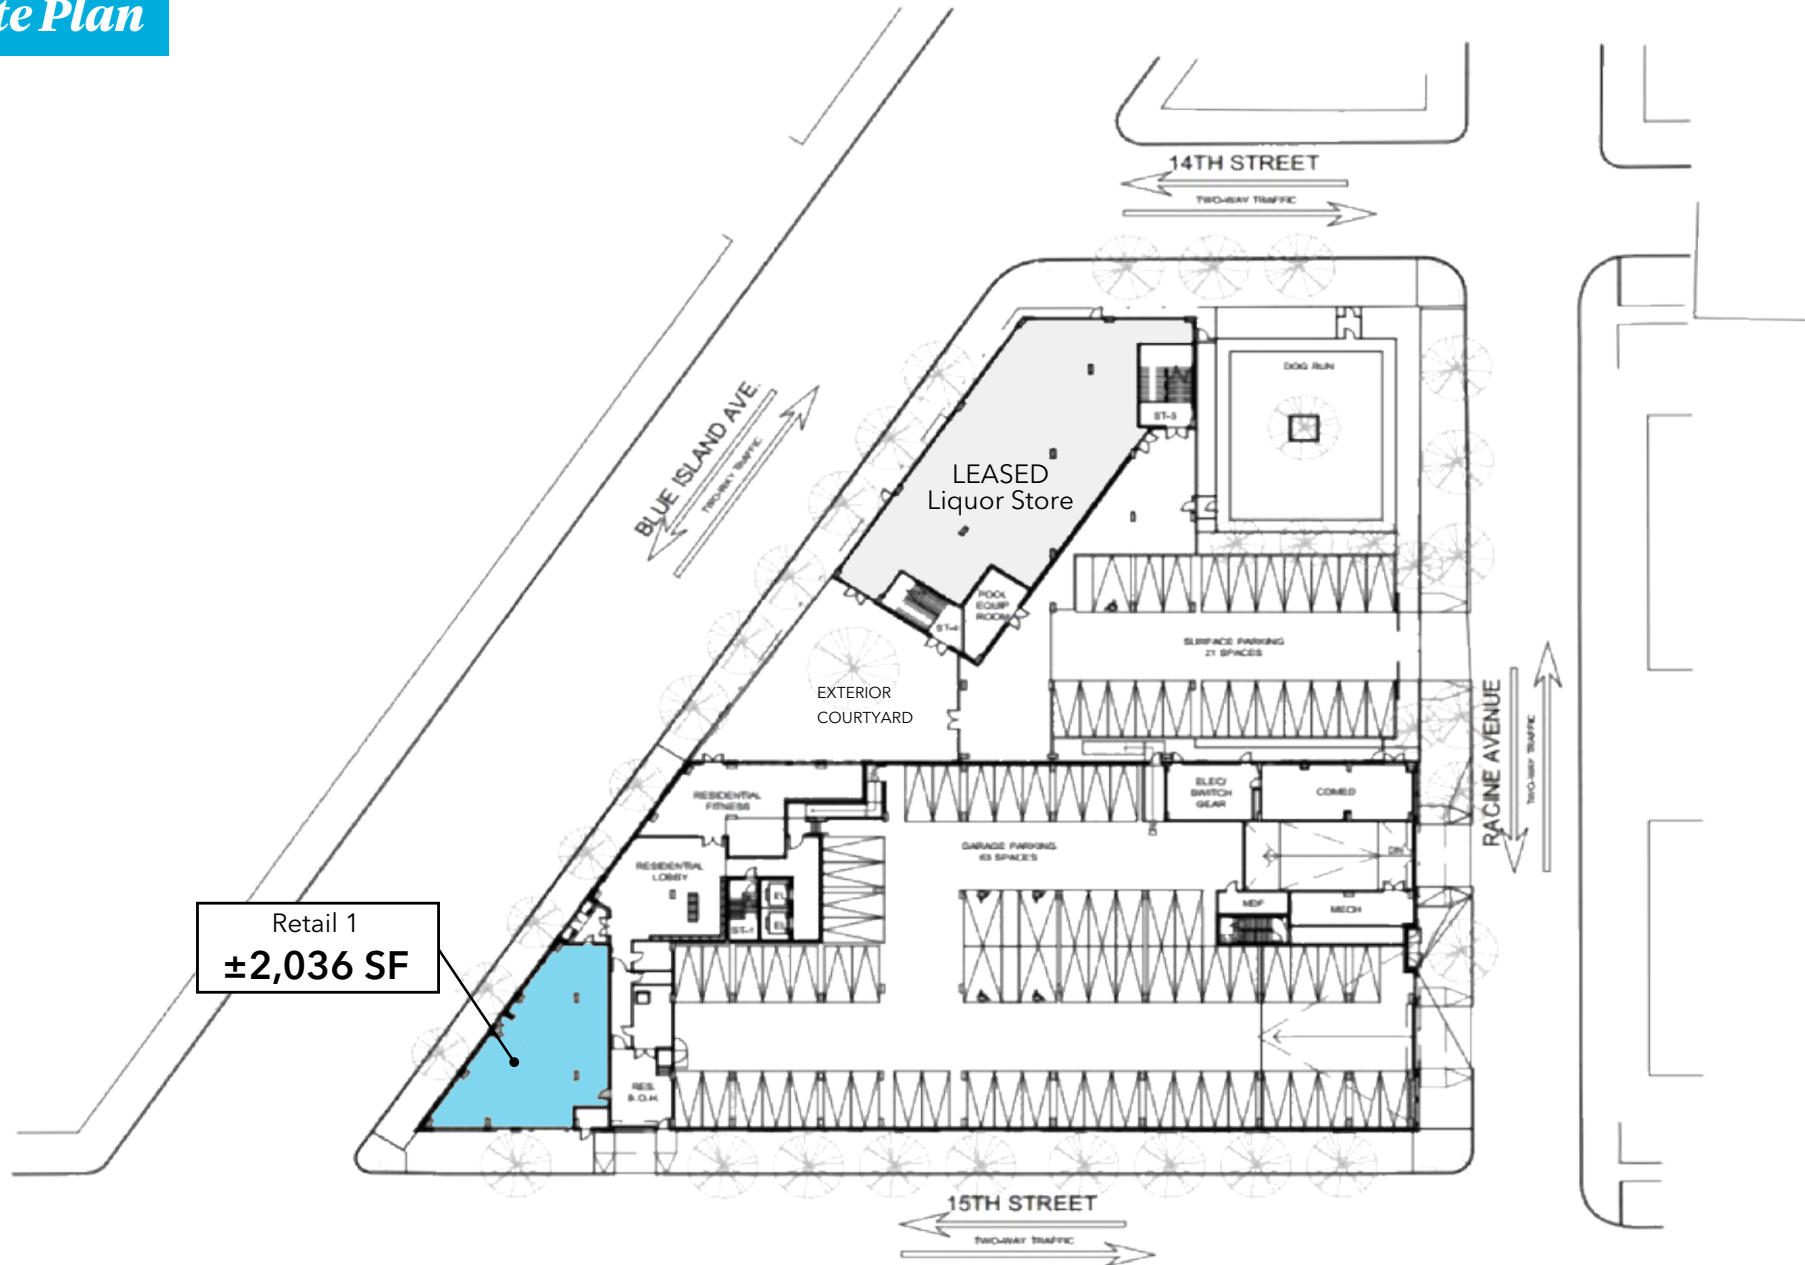 te Plan
14TH STREET
TWO-WAY TRAFFIC
DOG RUN
BLUE ISLAND AVE.
TWO-WAY TRAFFIC
ST-3
LEASED
Liquor Store
POOL
EQUIP
ROOM
SURFACE PARKING
21 SPACES
EXTERIOR
COURTYARD
RACINE AVENUE
TWO-WAY TRAFFIC
RESIDENTIAL
FITNESS
ELEC/
SWITCH
GEAR
COMED
GARAGE PARKING
63 SPACES
DN
RESIDENTIAL
LOBBY
EL
ST-1
EL
MDF
MECH
Retail 1
±2,036 SF
RES.
B.O.H.
15TH STREET
TWO-WAY TRAFFIC